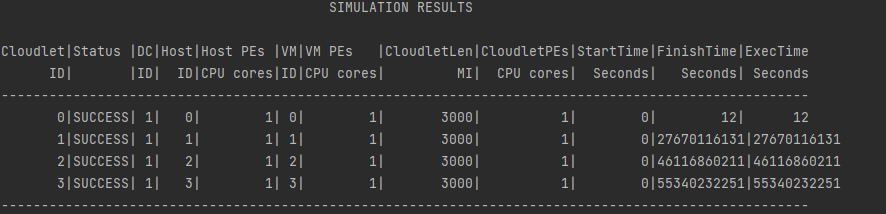 SIMULATION RESULTS
Cloudlet|Status |DC|Host|Host PEs |VM|VM PEs   |CloudletLen|CloudletPEs|StartTime|FinishTime|ExecTime
      ID|       |ID|  ID|CPU cores|ID|CPU cores|         MI|  CPU cores|  Seconds|   Seconds| Seconds
-----------------------------------------------------------------------------------------------------
       0|SUCCESS| 1|   0|        1| 0|        1|       3000|          1|        0|        12|      12
       1|SUCCESS| 1|   1|        1| 1|        1|       3000|          1|        0|27670116131|27670116131
       2|SUCCESS| 1|   2|        1| 2|        1|       3000|          1|        0|46116860211|46116860211
       3|SUCCESS| 1|   3|        1| 3|        1|       3000|          1|        0|55340232251|55340232251
-----------------------------------------------------------------------------------------------------